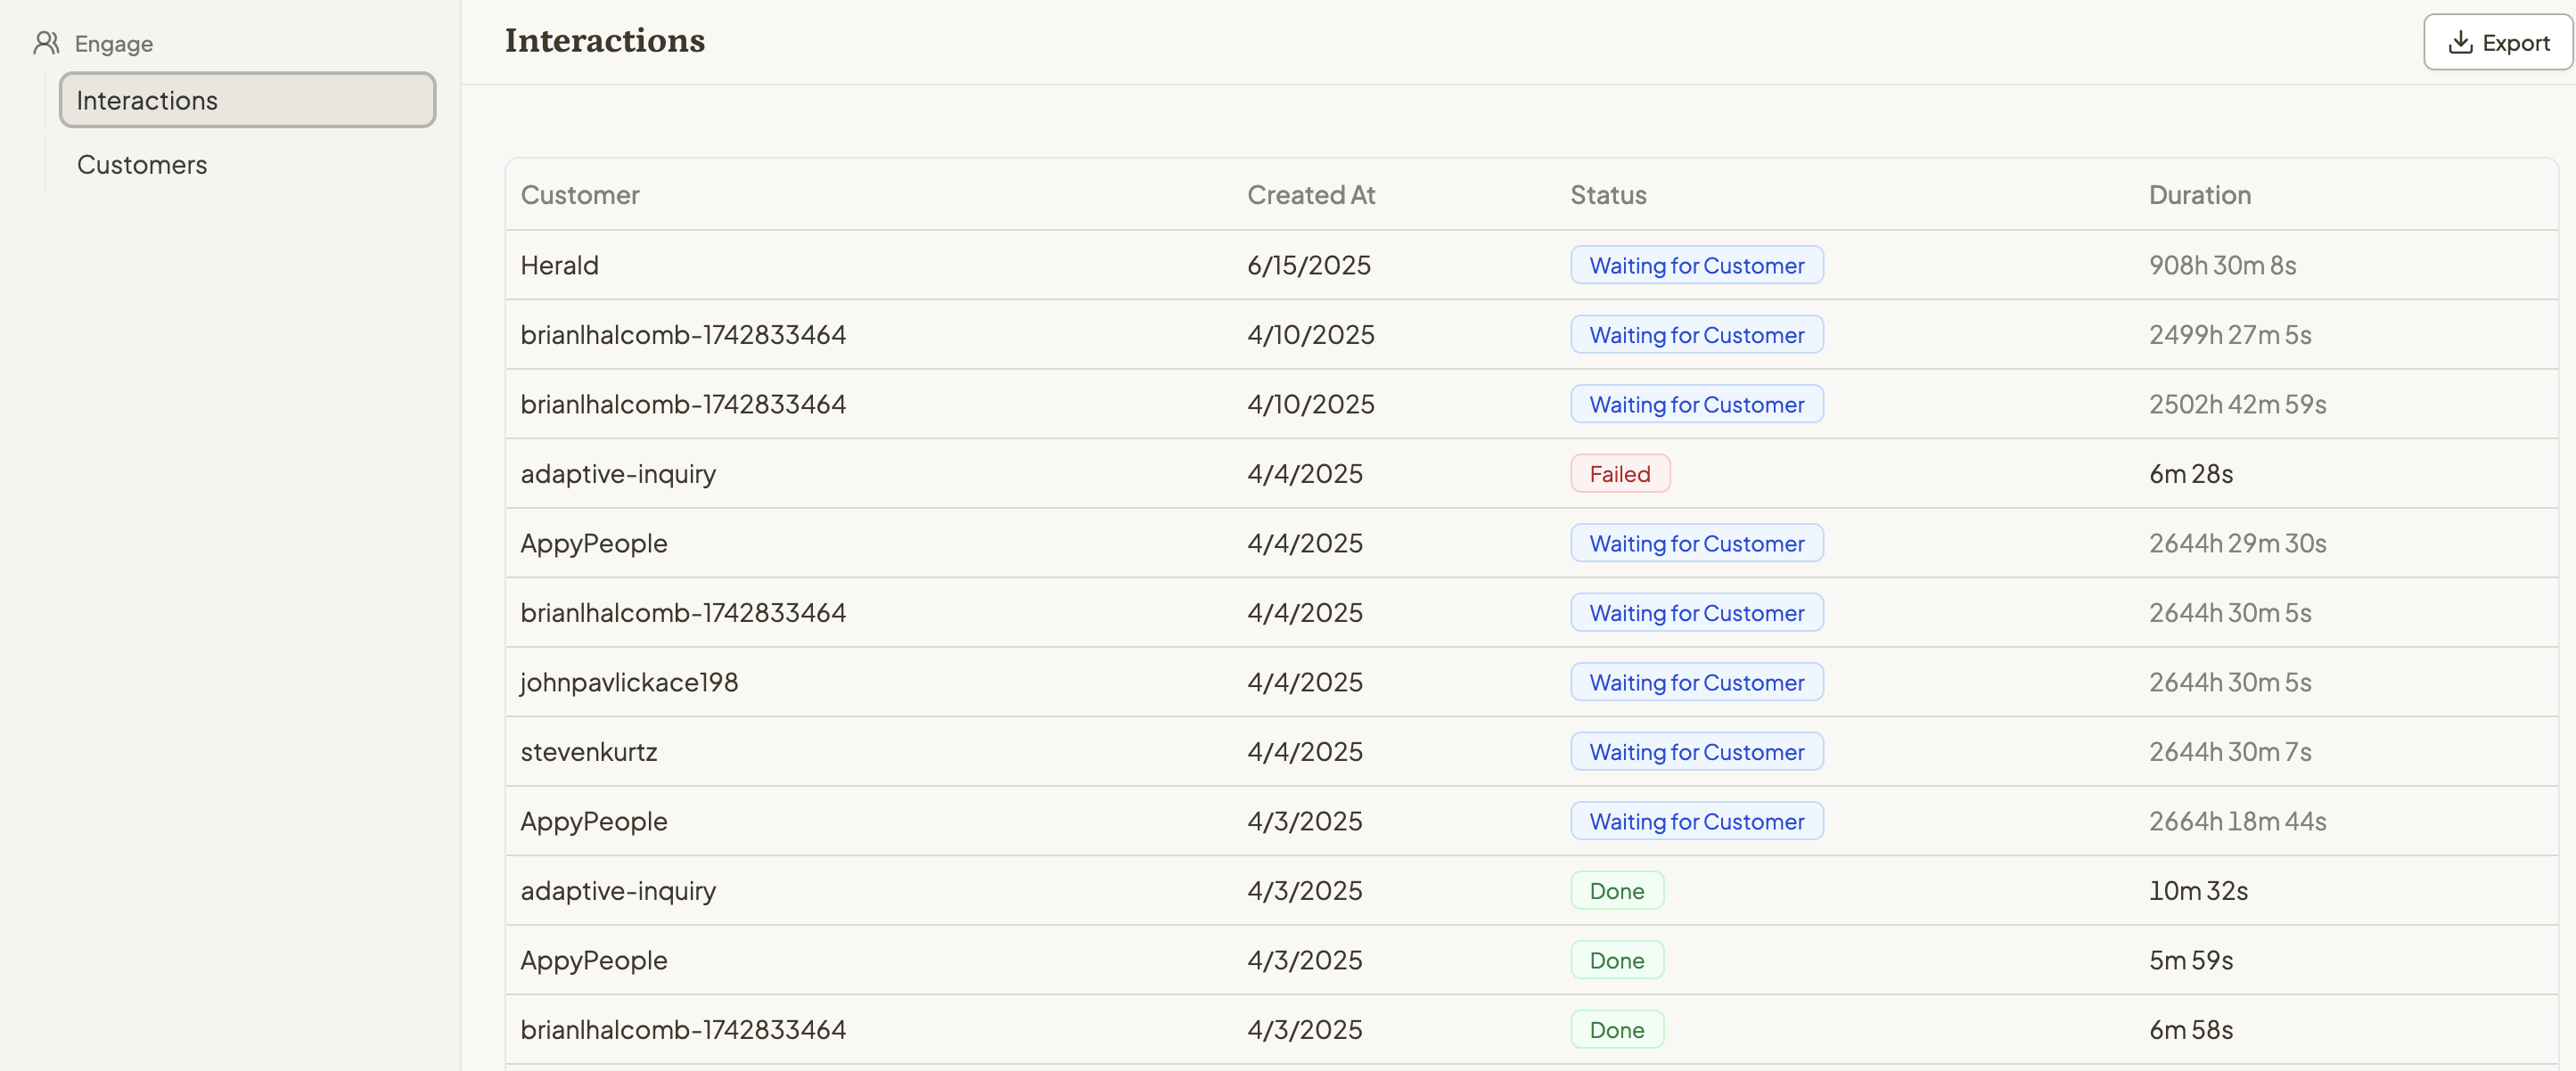 Engage
Interactions
Customers
Interactions
Export
Customer Created At Status Duration
Herald 6/15/2025 Waiting for Customer 908h 30m 8s
brianlhalcomb-1742833464 4/10/2025 Waiting for Customer 2499h 27m 5s
brianlhalcomb-1742833464 4/10/2025 Waiting for Customer 2502h 42m 59s
adaptive-inquiry 4/4/2025 Failed 6m 28s
AppyPeople 4/4/2025 Waiting for Customer 2644h 29m 30s
brianlhalcomb-1742833464 4/4/2025 Waiting for Customer 2644h 30m 5s
johnpavlickace198 4/4/2025 Waiting for Customer 2644h 30m 5s
stevenkurtz 4/4/2025 Waiting for Customer 2644h 30m 7s
AppyPeople 4/3/2025 Waiting for Customer 2664h 18m 44s
adaptive-inquiry 4/3/2025 Done 10m 32s
AppyPeople 4/3/2025 Done 5m 59s
brianlhalcomb-1742833464 4/3/2025 Done 6m 58s